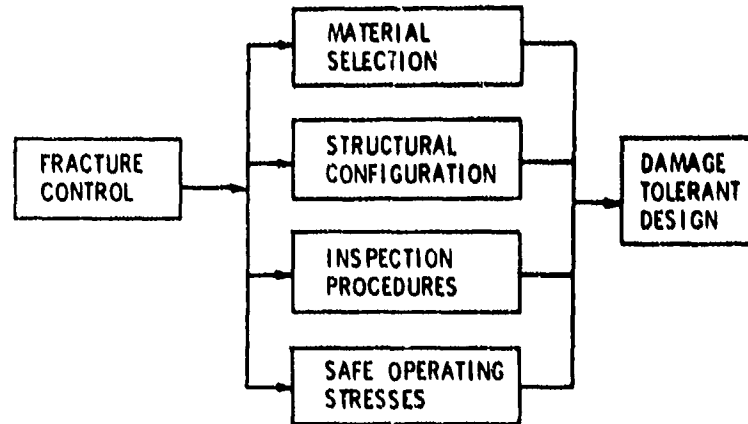 MATERIAL
SELECTION
FRACTURE
CONTROL
STRUCTURAL
CONFIGURATION
INSPECTION
PROCEDURES
SAFE OPERATING
STRESSES
DAMAGE
TOLERANT
DESIGN